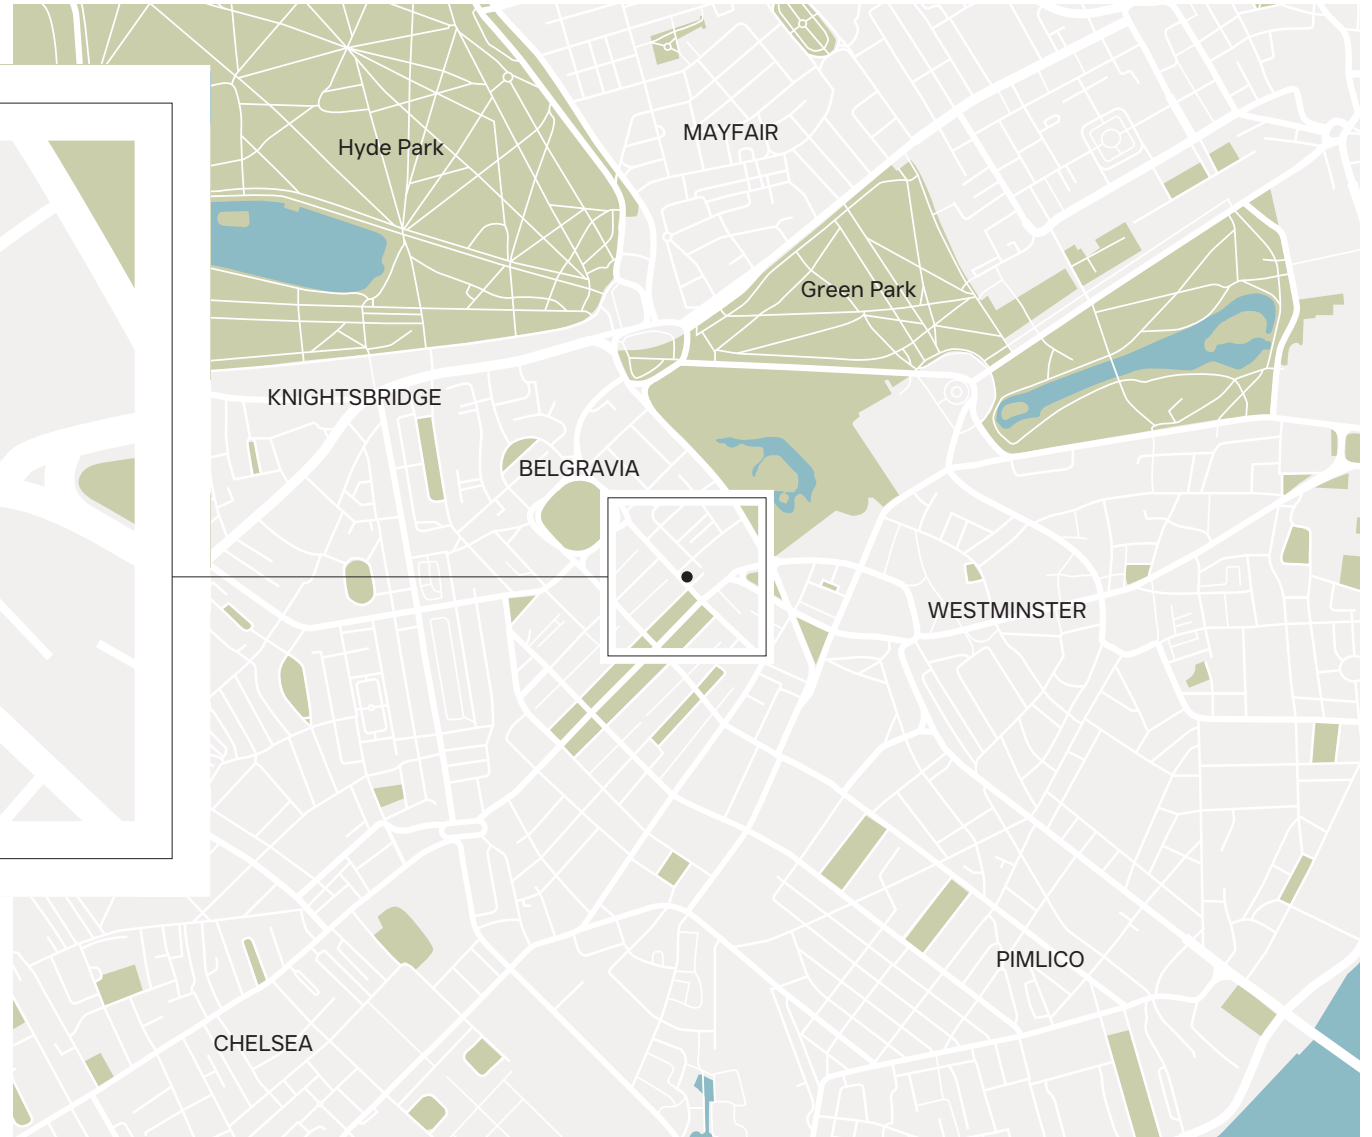 MAYFAIR
Hyde Park
Green Park
KNIGHTSBRIDGE
BELGRAVIA
WESTMINSTER
PIMLICO
CHELSEA